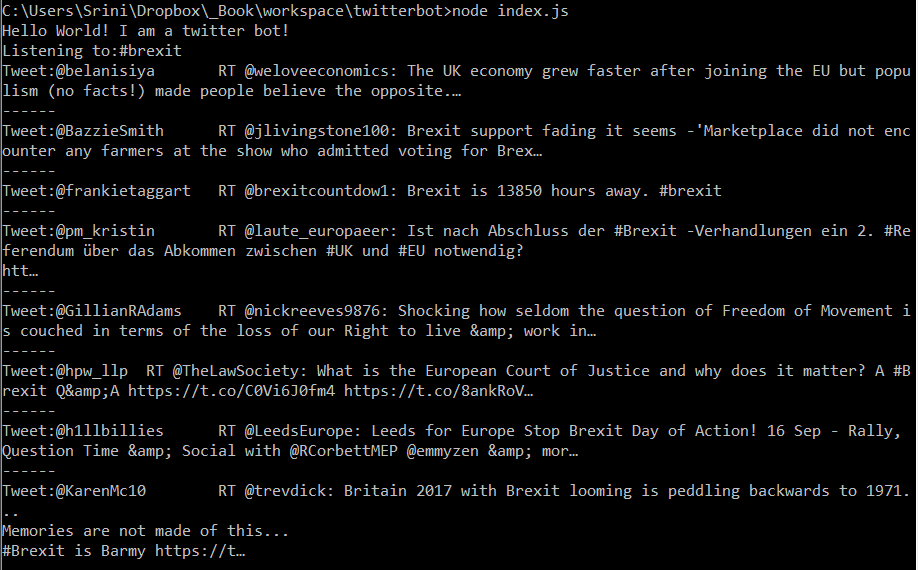 C:\Users\Srini\Dropbox\_Book\workspace\twitterbot>node index.js
Hello World! I am a twitter bot!
Listening to:#brexit
Tweet:@belanisiya       RT @weloveeconomics: The UK economy grew faster after joining the EU but popu
lism (no facts!) made people believe the opposite.…
------
Tweet:@BazzieSmith      RT @jlivingstone100: Brexit support fading it seems -'Marketplace did not enc
ounter any farmers at the show who admitted voting for Brex…
------
Tweet:@frankietaggart   RT @brexitcountdow1: Brexit is 13850 hours away. #brexit
------
Tweet:@pm_kristin       RT @laute_europaeer: Ist nach Abschluss der #Brexit -Verhandlungen ein 2. #Re
ferendum über das Abkommen zwischen #UK und #EU notwendig?
htt…
------
Tweet:@GillianRAdams    RT @nickreeves9876: Shocking how seldom the question of Freedom of Movement i
s couched in terms of the loss of our Right to live &amp; work in…
------
Tweet:@hpw_llp  RT @TheLawSociety: What is the European Court of Justice and why does it matter? A #B
rexit Q&amp;A https://t.co/C0Vi6J0fm4 https://t.co/8ankRoV…
------
Tweet:@h1llbillies      RT @LeedsEurope: Leeds for Europe Stop Brexit Day of Action! 16 Sep - Rally,
Question Time &amp; Social with @RCorbettMEP @emmyzen &amp; mor…
------
Tweet:@KarenMc10        RT @trevdick: Britain 2017 with Brexit looming is peddling backwards to 1971.
..
Memories are not made of this...
#Brexit is Barmy https://t…